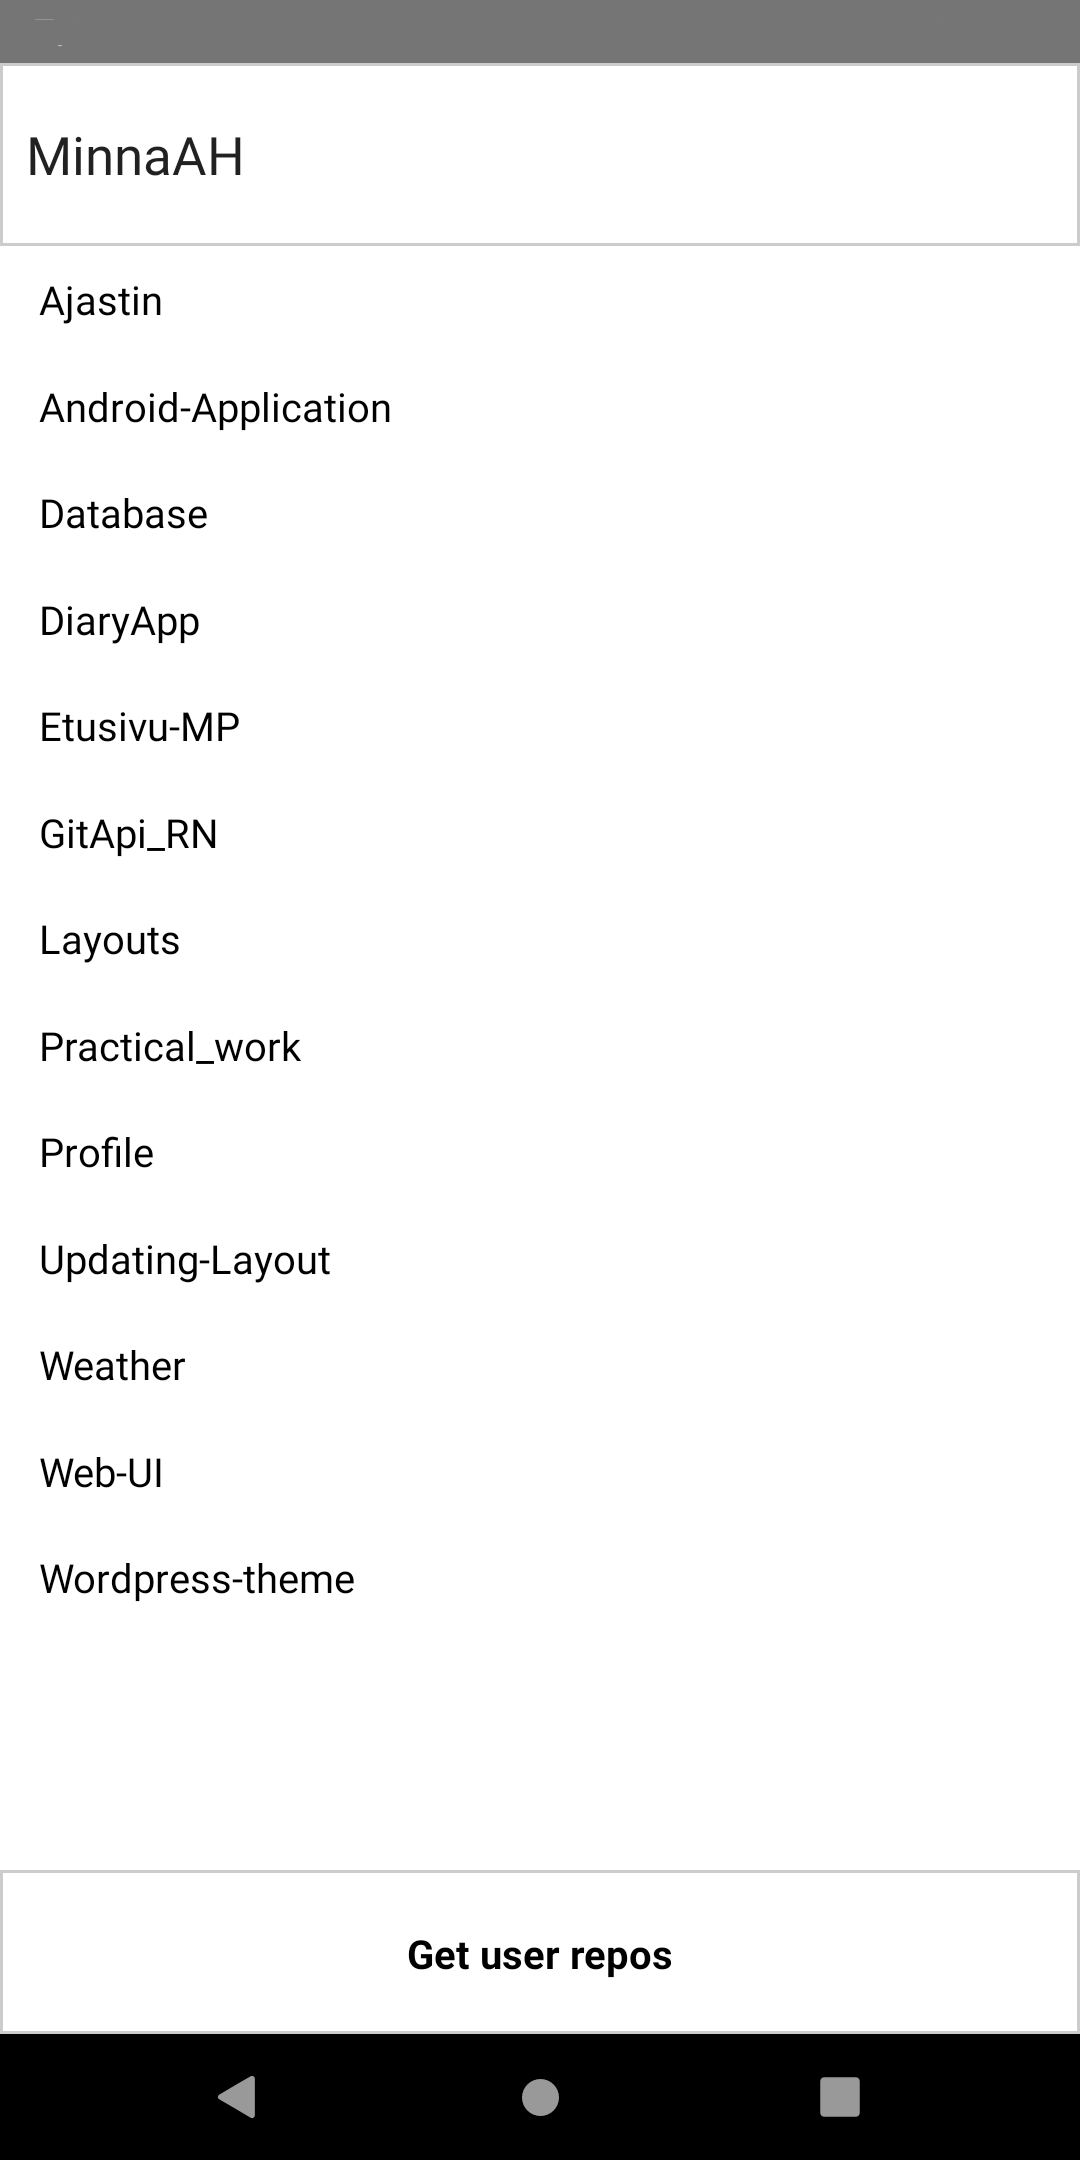 MinnaAH
Ajastin
Android-Application
Database
DiaryApp
Etusivu-MP
GitApi_RN
Layouts
Practical_work
Profile
Updating-Layout
Weather
Web-UI
Wordpress-theme
Get user repos